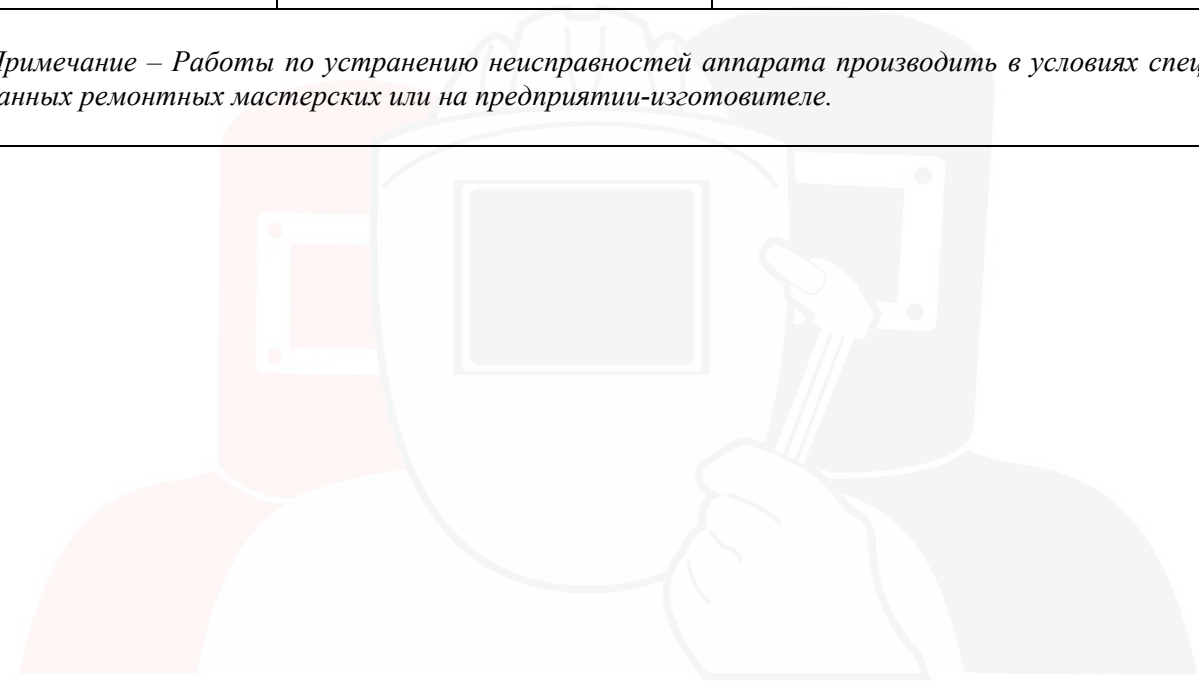 Примечание – Работы по устранению неисправностей аппарата производить в условиях спец
анных ремонтных мастерских или на предприятии-изготовителе.